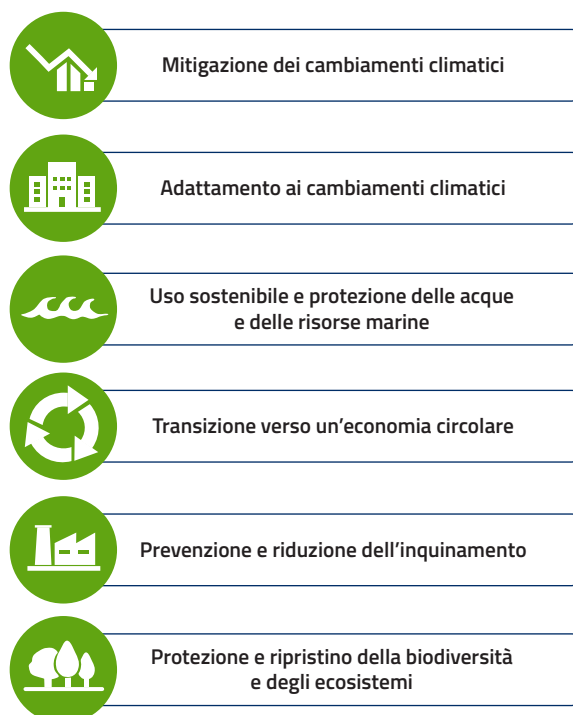 Mitigazione dei cambiamenti climatici
Adattamento ai cambiamenti climatici
Uso sostenibile e protezione delle acque
e delle risorse marine
Transizione verso un’economia circolare
Prevenzione e riduzione dell’inquinamento
Protezione e ripristino della biodiversità
e degli ecosistemi